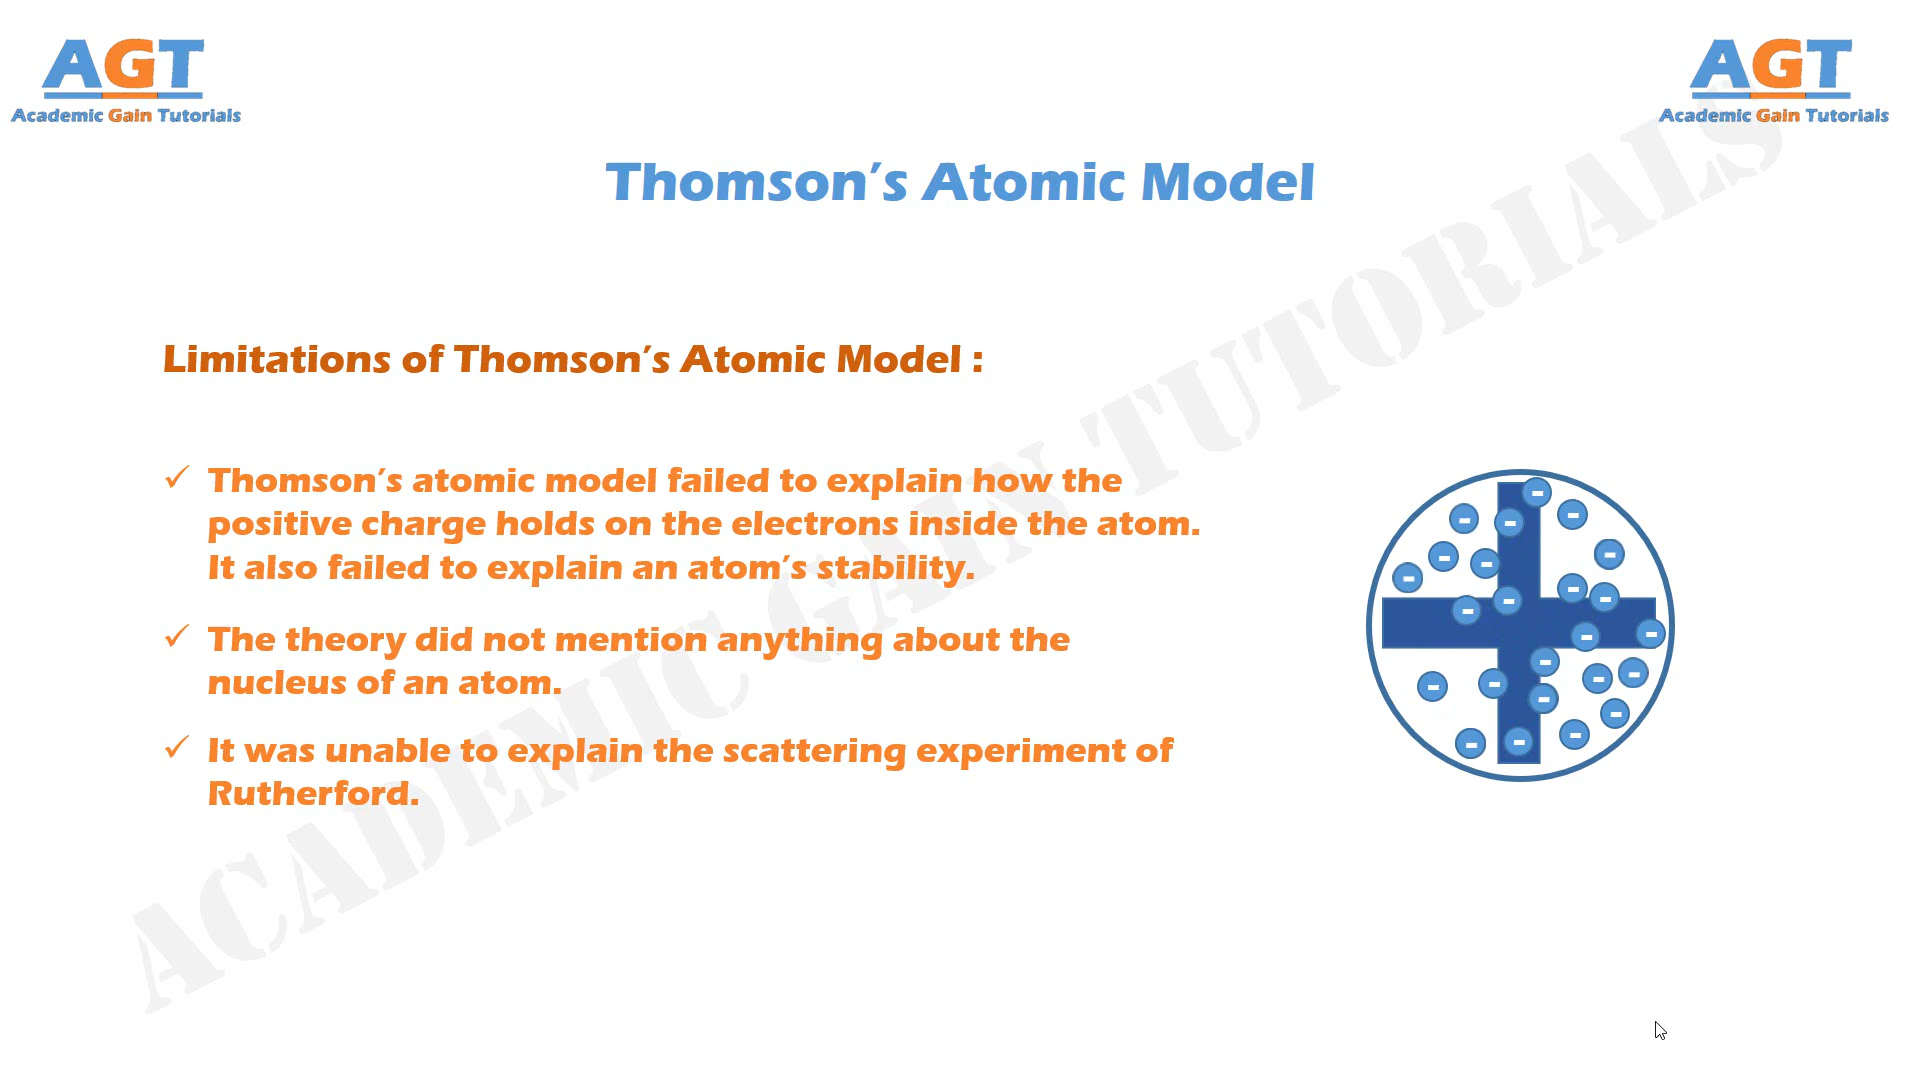 AGT
Academic Gain Tutorials
AGT
Academic Gain Tutorials
Thomson’s Atomic Model
Limitations of Thomson’s Atomic Model :
✓ Thomson’s atomic model failed to explain how the
positive charge holds on the electrons inside the atom.
It also failed to explain an atom’s stability.
✓ The theory did not mention anything about the
nucleus of an atom.
✓ It was unable to explain the scattering experiment of
Rutherford.
ACADEMIC GAIN TUTORIALS